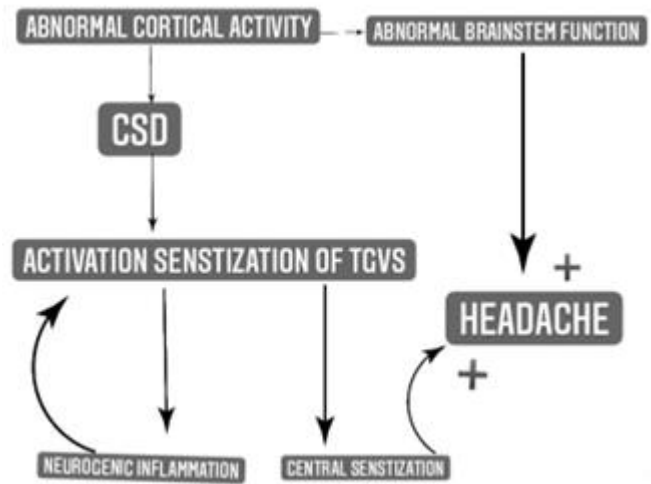 ABNORMAL CORTICAL ACTIVITY
ABNORMAL BRAINSTEM FUNCTION
CSD
ACTIVATION SENSTIZATION OF TGVS
+
HEADACHE
+
NEUROGENIC INFLAMMATION
CENTRAL SENSTIZATION